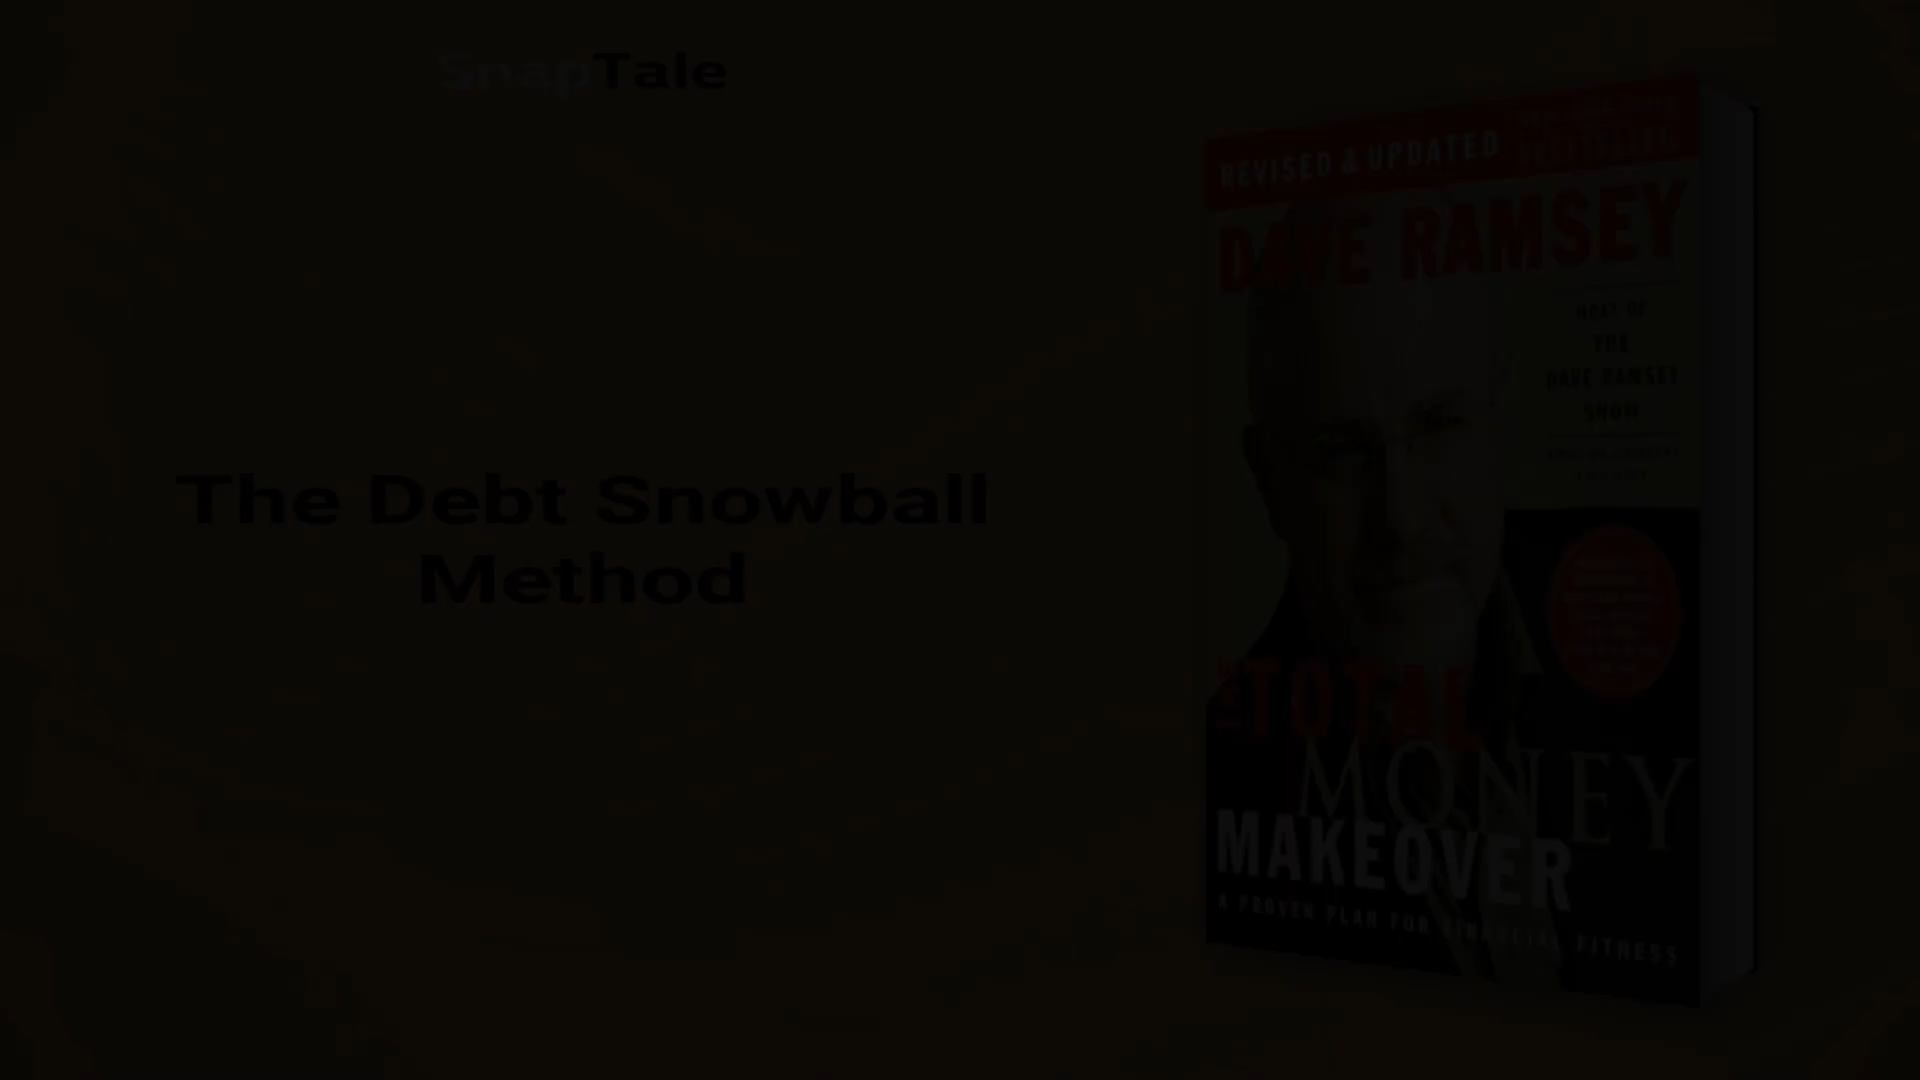 SnapTale
The Debt Snowball
Method
REVISED & UPDATED
DAVE RAMSEY
HOST OF
THE
DAVE RAMSEY
SHOW
THE TOTAL
MONEY
MAKEOVER
A PROVEN PLAN FOR FINANCIAL FITNESS